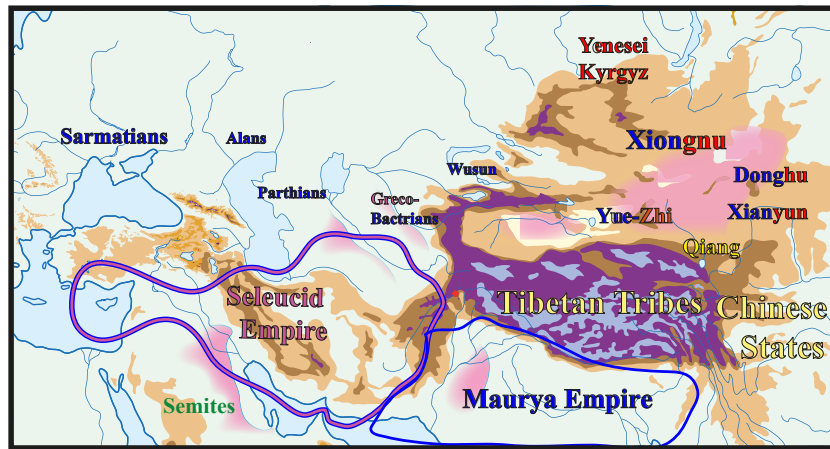 Yenesei
Kyrgyz
Sarmatians
Alans
Xiongnu
Wusun
Donghu
Parthians
Greco-
Bactrians
Yue-Zhi
Xianyun
Qiang
Seleucid
Empire
Tibetan Tribes
Chinese
States
Semites
Maurya Empire